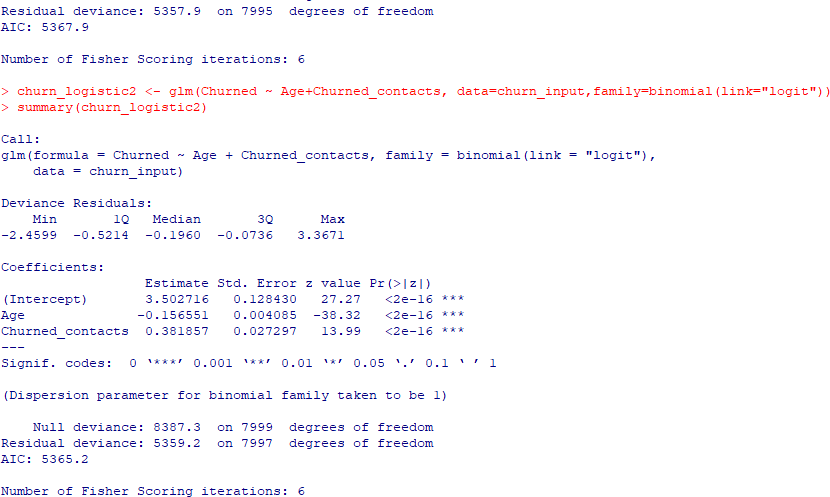 Residual deviance: 5357.9  on 7995  degrees of freedom
AIC: 5367.9
Number of Fisher Scoring iterations: 6
> churn_logistic2 <- glm(Churned ~ Age+Churned_contacts, data=churn_input,family=binomial(link="logit"))
> summary(churn_logistic2)
Call:
glm(formula = Churned ~ Age + Churned_contacts, family = binomial(link = "logit"),
    data = churn_input)
Deviance Residuals:
    Min       1Q   Median       3Q      Max
-2.4599  -0.5214  -0.1960  -0.0736   3.3671
Coefficients:
                  Estimate Std. Error z value Pr(>|z|)
(Intercept)       3.502716   0.128430   27.27   <2e-16 ***
Age              -0.156551   0.004085  -38.32   <2e-16 ***
Churned_contacts  0.381857   0.027297   13.99   <2e-16 ***
---
Signif. codes:  0 ‘***’ 0.001 ‘**’ 0.01 ‘*’ 0.05 ‘.’ 0.1 ‘ ’ 1
(Dispersion parameter for binomial family taken to be 1)
    Null deviance: 8387.3  on 7999  degrees of freedom
Residual deviance: 5359.2  on 7997  degrees of freedom
AIC: 5365.2
Number of Fisher Scoring iterations: 6